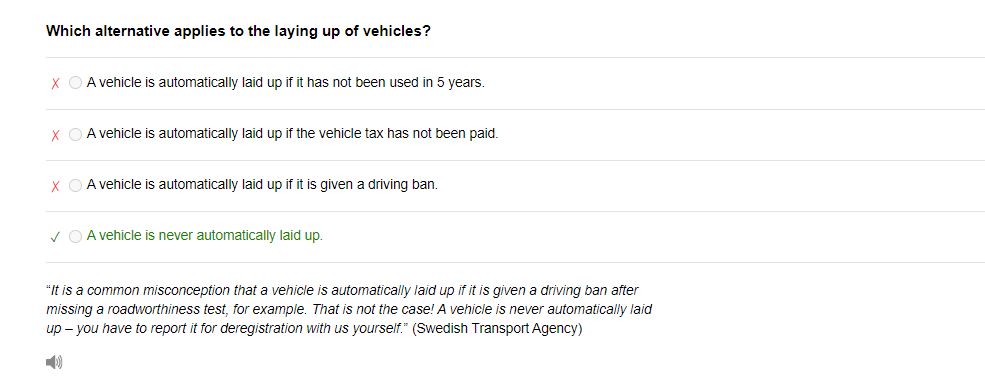 Which alternative applies to the laying up of vehicles?
✗ A vehicle is automatically laid up if it has not been used in 5 years.
✗ A vehicle is automatically laid up if the vehicle tax has not been paid.
✗ A vehicle is automatically laid up if it is given a driving ban.
✓ A vehicle is never automatically laid up.
“It is a common misconception that a vehicle is automatically laid up if it is given a driving ban after
missing a roadworthiness test, for example. That is not the case! A vehicle is never automatically laid
up – you have to report it for deregistration with us yourself.” (Swedish Transport Agency)